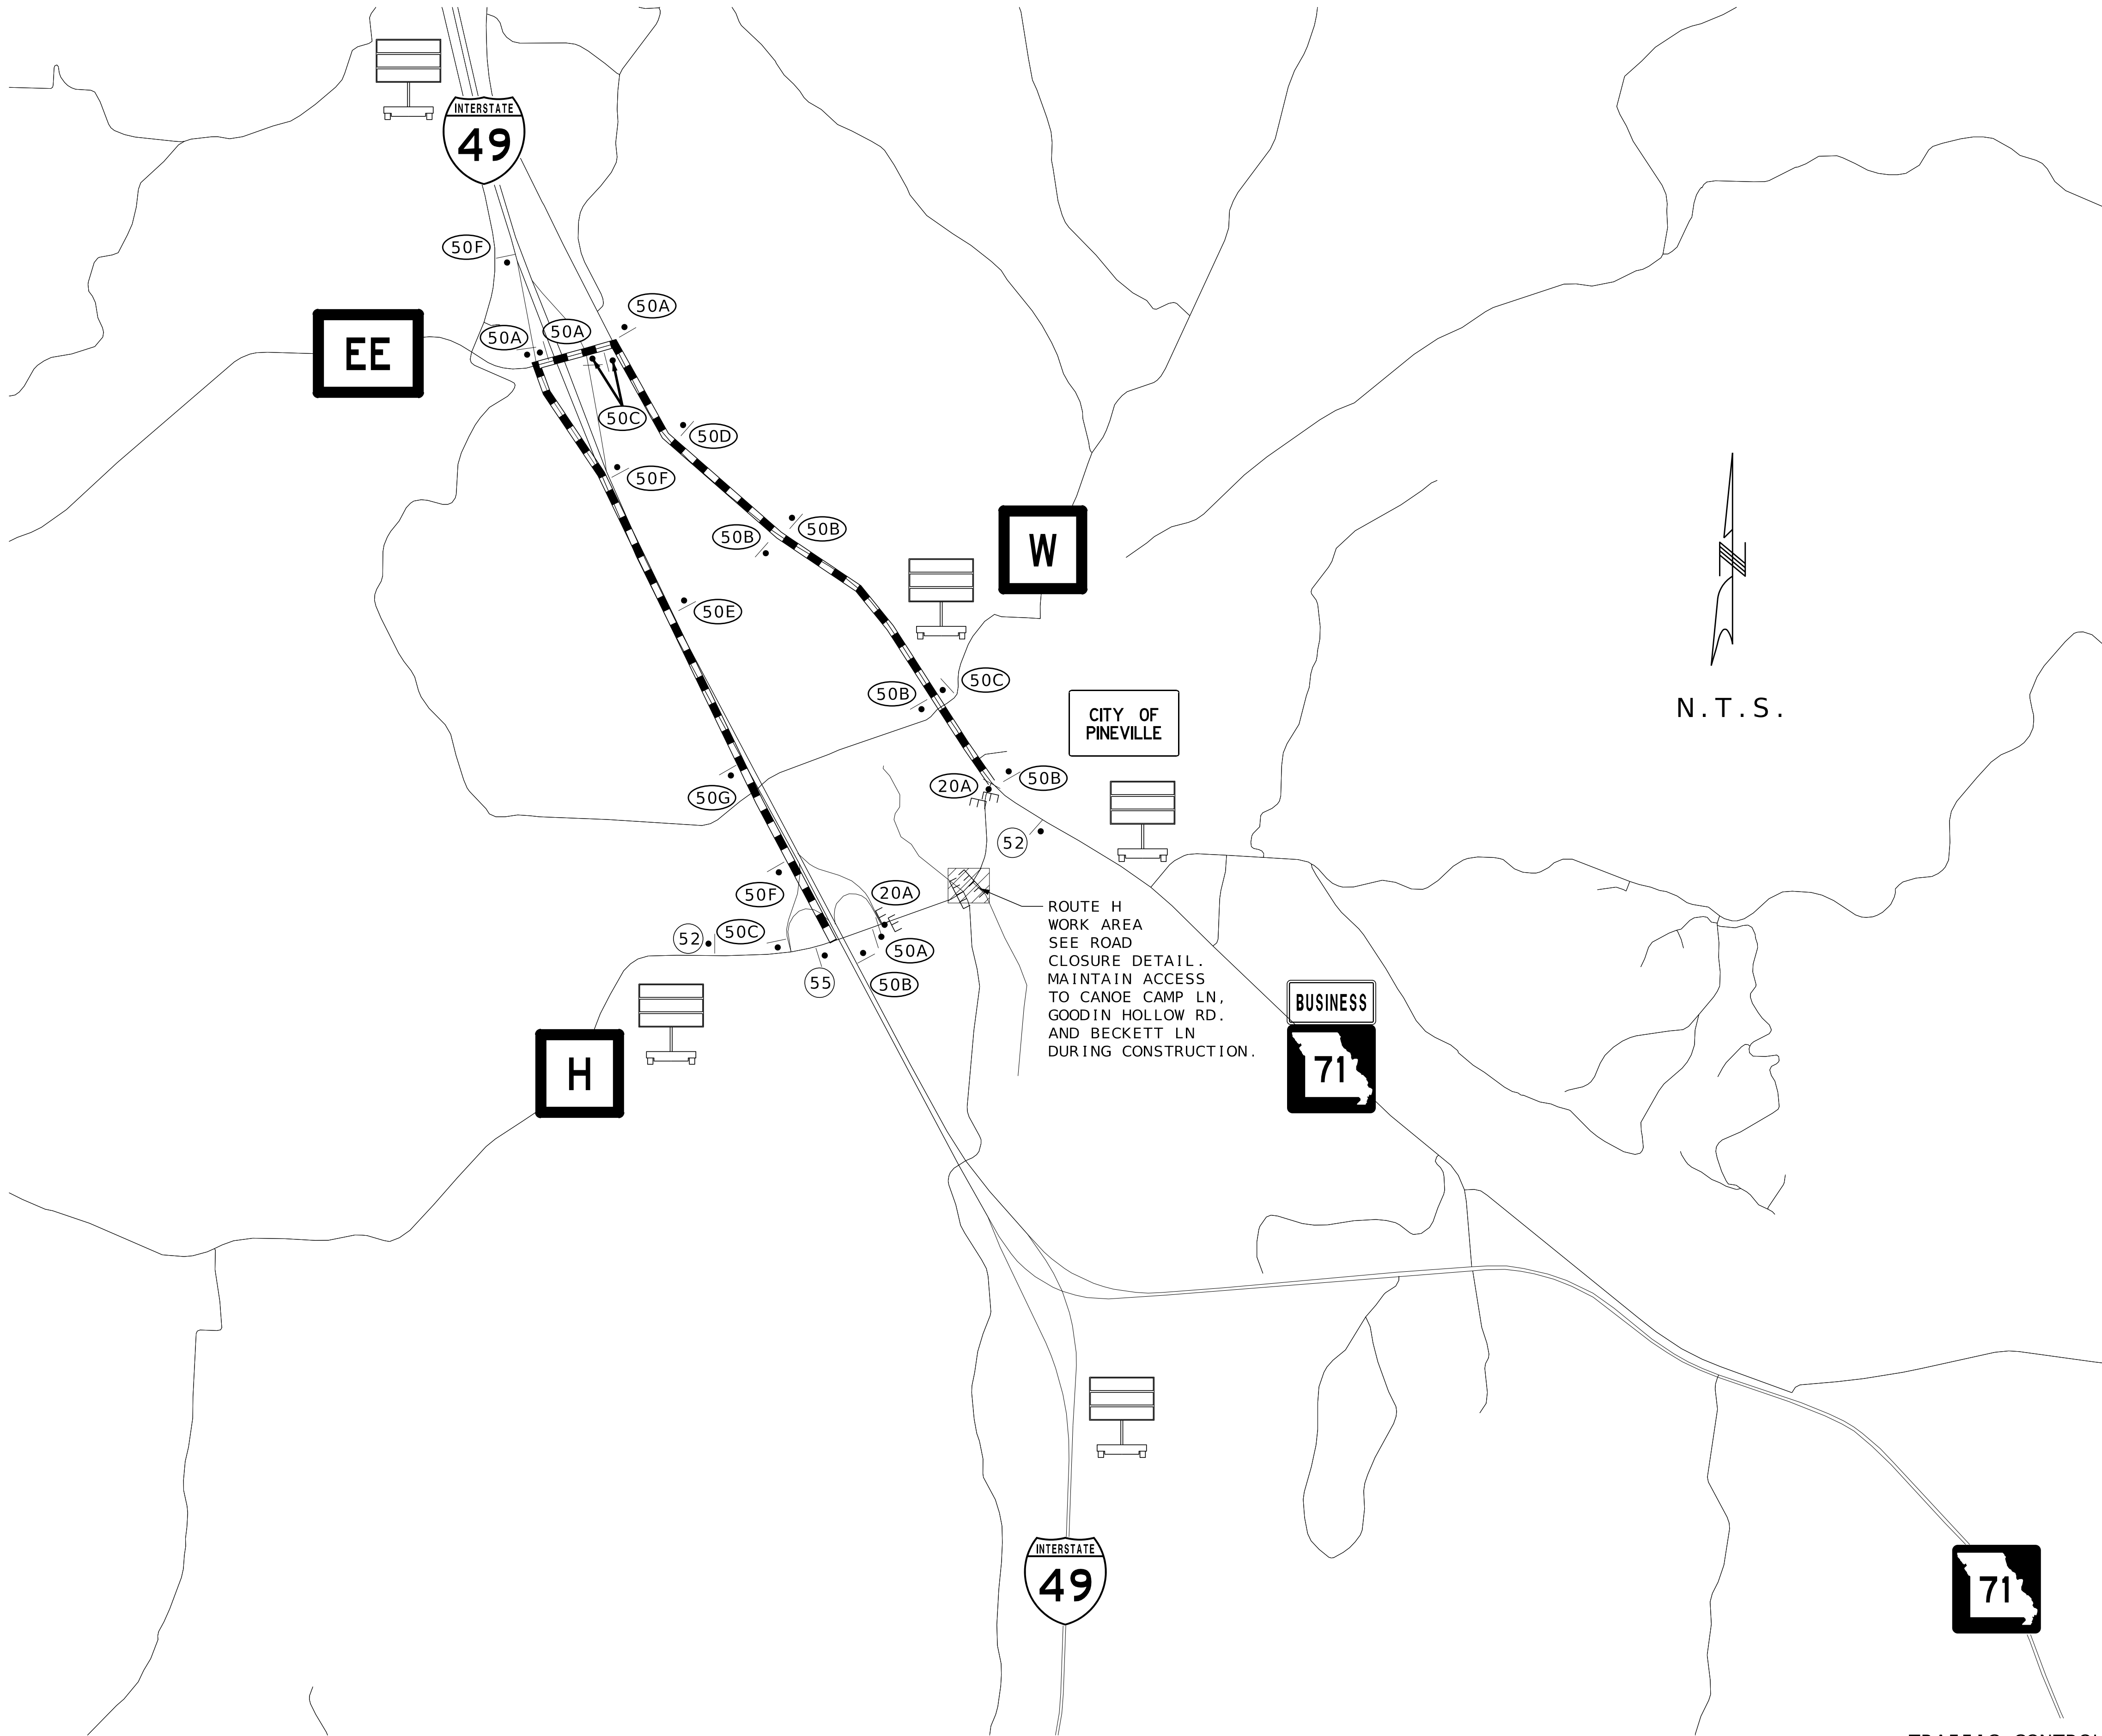 INTERSTATE
49
50F
50A
50A
50A
EE
50C
50D
50F
50B
50B
W
50E
50B
50C
CITY OF
PINEVILLE
N.T.S.
20A
50B
50G
52
50F
20A
52
50C
50A
55
50B
ROUTE H
WORK AREA
SEE ROAD
CLOSURE DETAIL.
MAINTAIN ACCESS
TO CANOE CAMP LN,
GOODIN HOLLOW RD.
AND BECKETT LN
DURING CONSTRUCTION.
BUSINESS
71
H
INTERSTATE
49
71